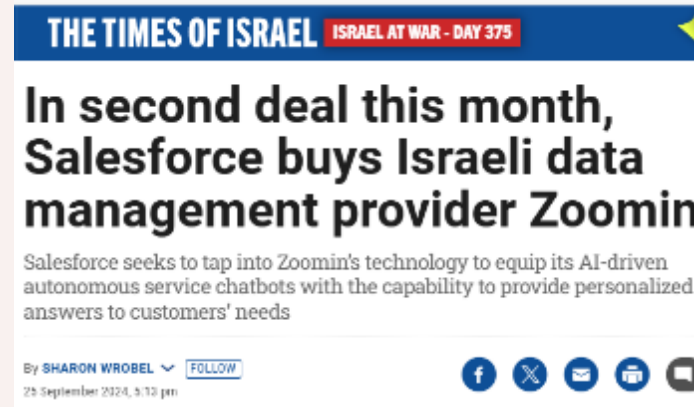 THE TIMES OF ISRAEL ISRAEL AT WAR - DAY 375
In second deal this month,
Salesforce buys Israeli data
management provider Zoomin
Salesforce seeks to tap into Zoomin's technology to equip its AI-driven
autonomous service chatbots with the capability to provide personalized
answers to customers' needs
By SHARON WROBEL FOLLOW
25 September 2024, 5:13 pm